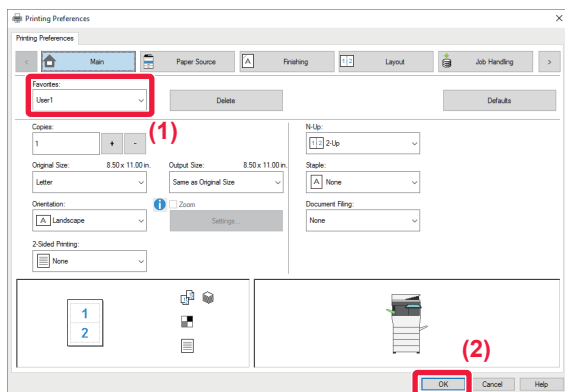 Printing Preferences
Printing Preferences
Main
Paper Source
Finishing
Layout
Job Handling
Favorites:
User1
Delete
Defaults
(1)
Copies:
1
+
-
N-Up:
1 2 2-Up
Original Size:
8.50 x 11.00 in.
Output Size:
8.50 x 11.00 in.
Staple:
Letter
Same as Original Size
A None
Orientation:
Zoom
Document Filing:
A Landscape
Settings...
None
2-Sided Printing:
None
1
2
(2)
OK
Cancel
Help